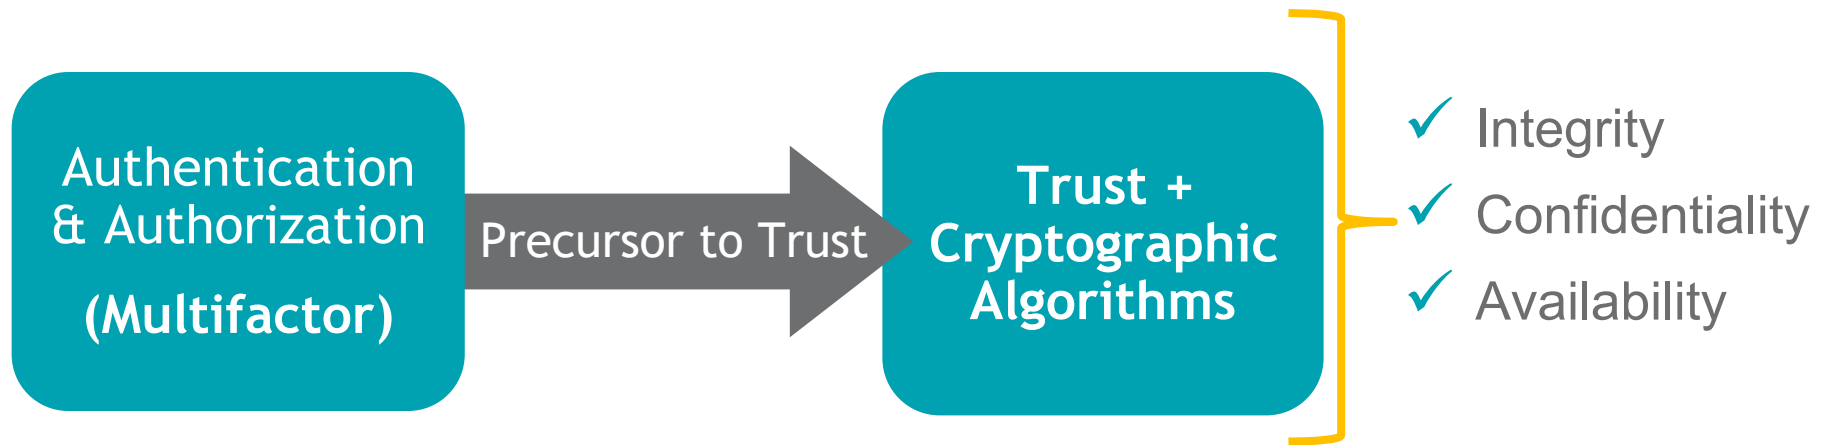 Authentication
& Authorization
(Multifactor)
Precursor to Trust
Trust +
Cryptographic
Algorithms
Integrity
Confidentiality
Availability